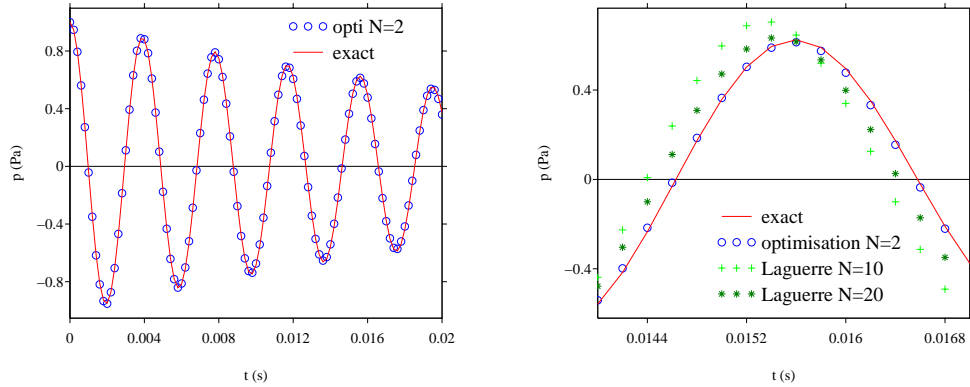 opti N=2
exact
0.8
0.4
0
−0.4
−0.8
p (Pa)
0
0.004
0.008
0.012
0.016
0.02
t (s)
0.4
0
−0.4
p (Pa)
exact
optimisation N=2
Laguerre N=10
Laguerre N=20
0.0144
0.0152
0.016
0.0168
t (s)